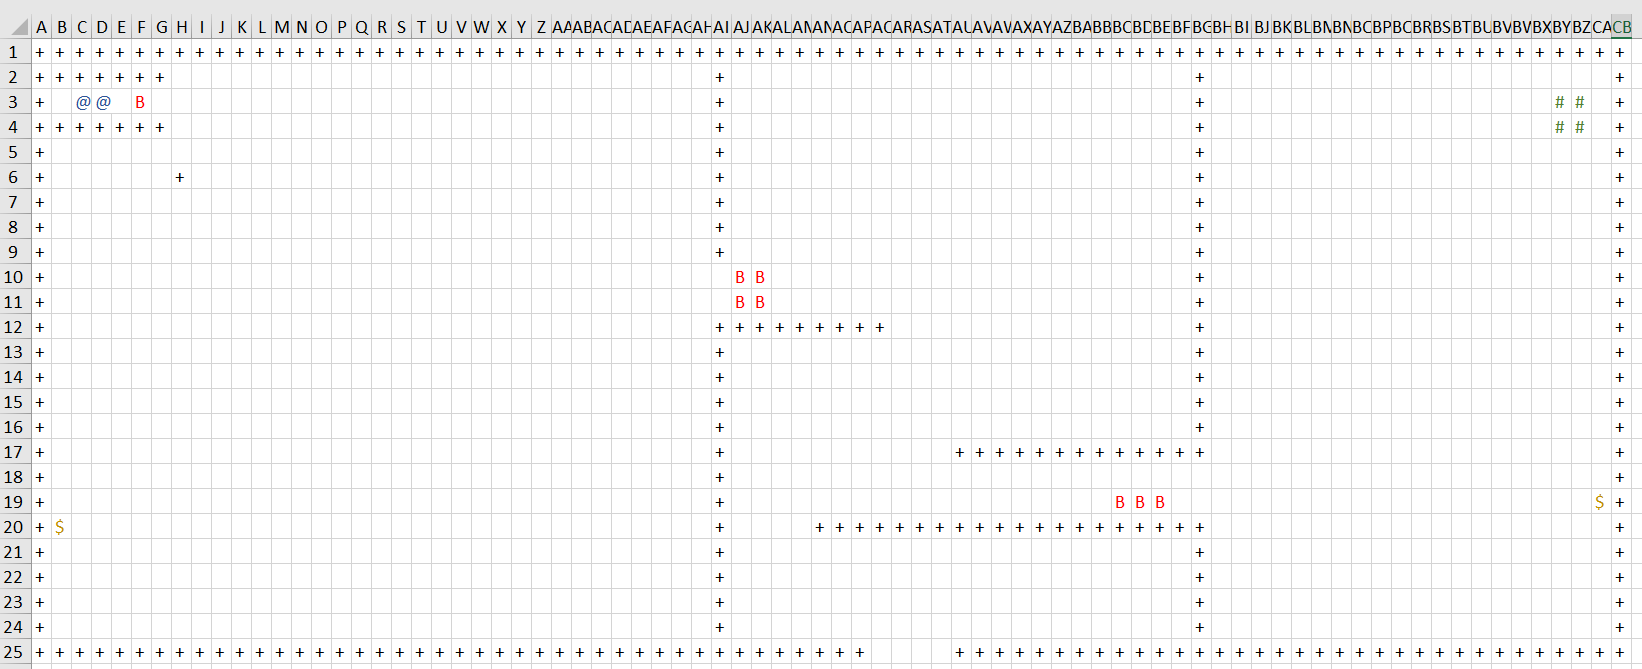 A B C D E F G H I J K L M N O P Q R S T U V W X Y Z AA AB AC AD AE AF AG AH AI AJ AK AL AM AN AO AP AQ AR AS AT AU AV AW AX AY AZ BA BB BC BD BE BF BG BH BI BJ BK BL BM BN BO BP BQ BR BS BT BU BV BW BX BY BZ CA CB
1 + + + + + + + + + + + + + + + + + + + + + + + + + + + + + + + + + + + + + + + + + + + + + + + + + + + + + + + + + + + + + + + + + + + + + + + + + + + + + + + +
2 + + + + + + + + + +
3 + @ @ B + + # # +
4 + + + + + + + + + # # +
5 + + + +
6 + + + + +
7 + + + +
8 + + + +
9 + + + +
10 + B B + +
11 + B B + +
12 + + + + + + + + + + + +
13 + + + +
14 + + + +
15 + + + +
16 + + + +
17 + + + + + + + + + + + + + + + +
18 + + +
19 + + B B B $ +
20 + $ + + + + + + + + + + + + + + + + + + + + + +
21 + + + +
22 + + + +
23 + + + +
24 + + + +
25 + + + + + + + + + + + + + + + + + + + + + + + + + + + + + + + + + + + + + + + + + + + + + + + + + + + + + + + + + + + + + + + + + + + + + + + + + + + +